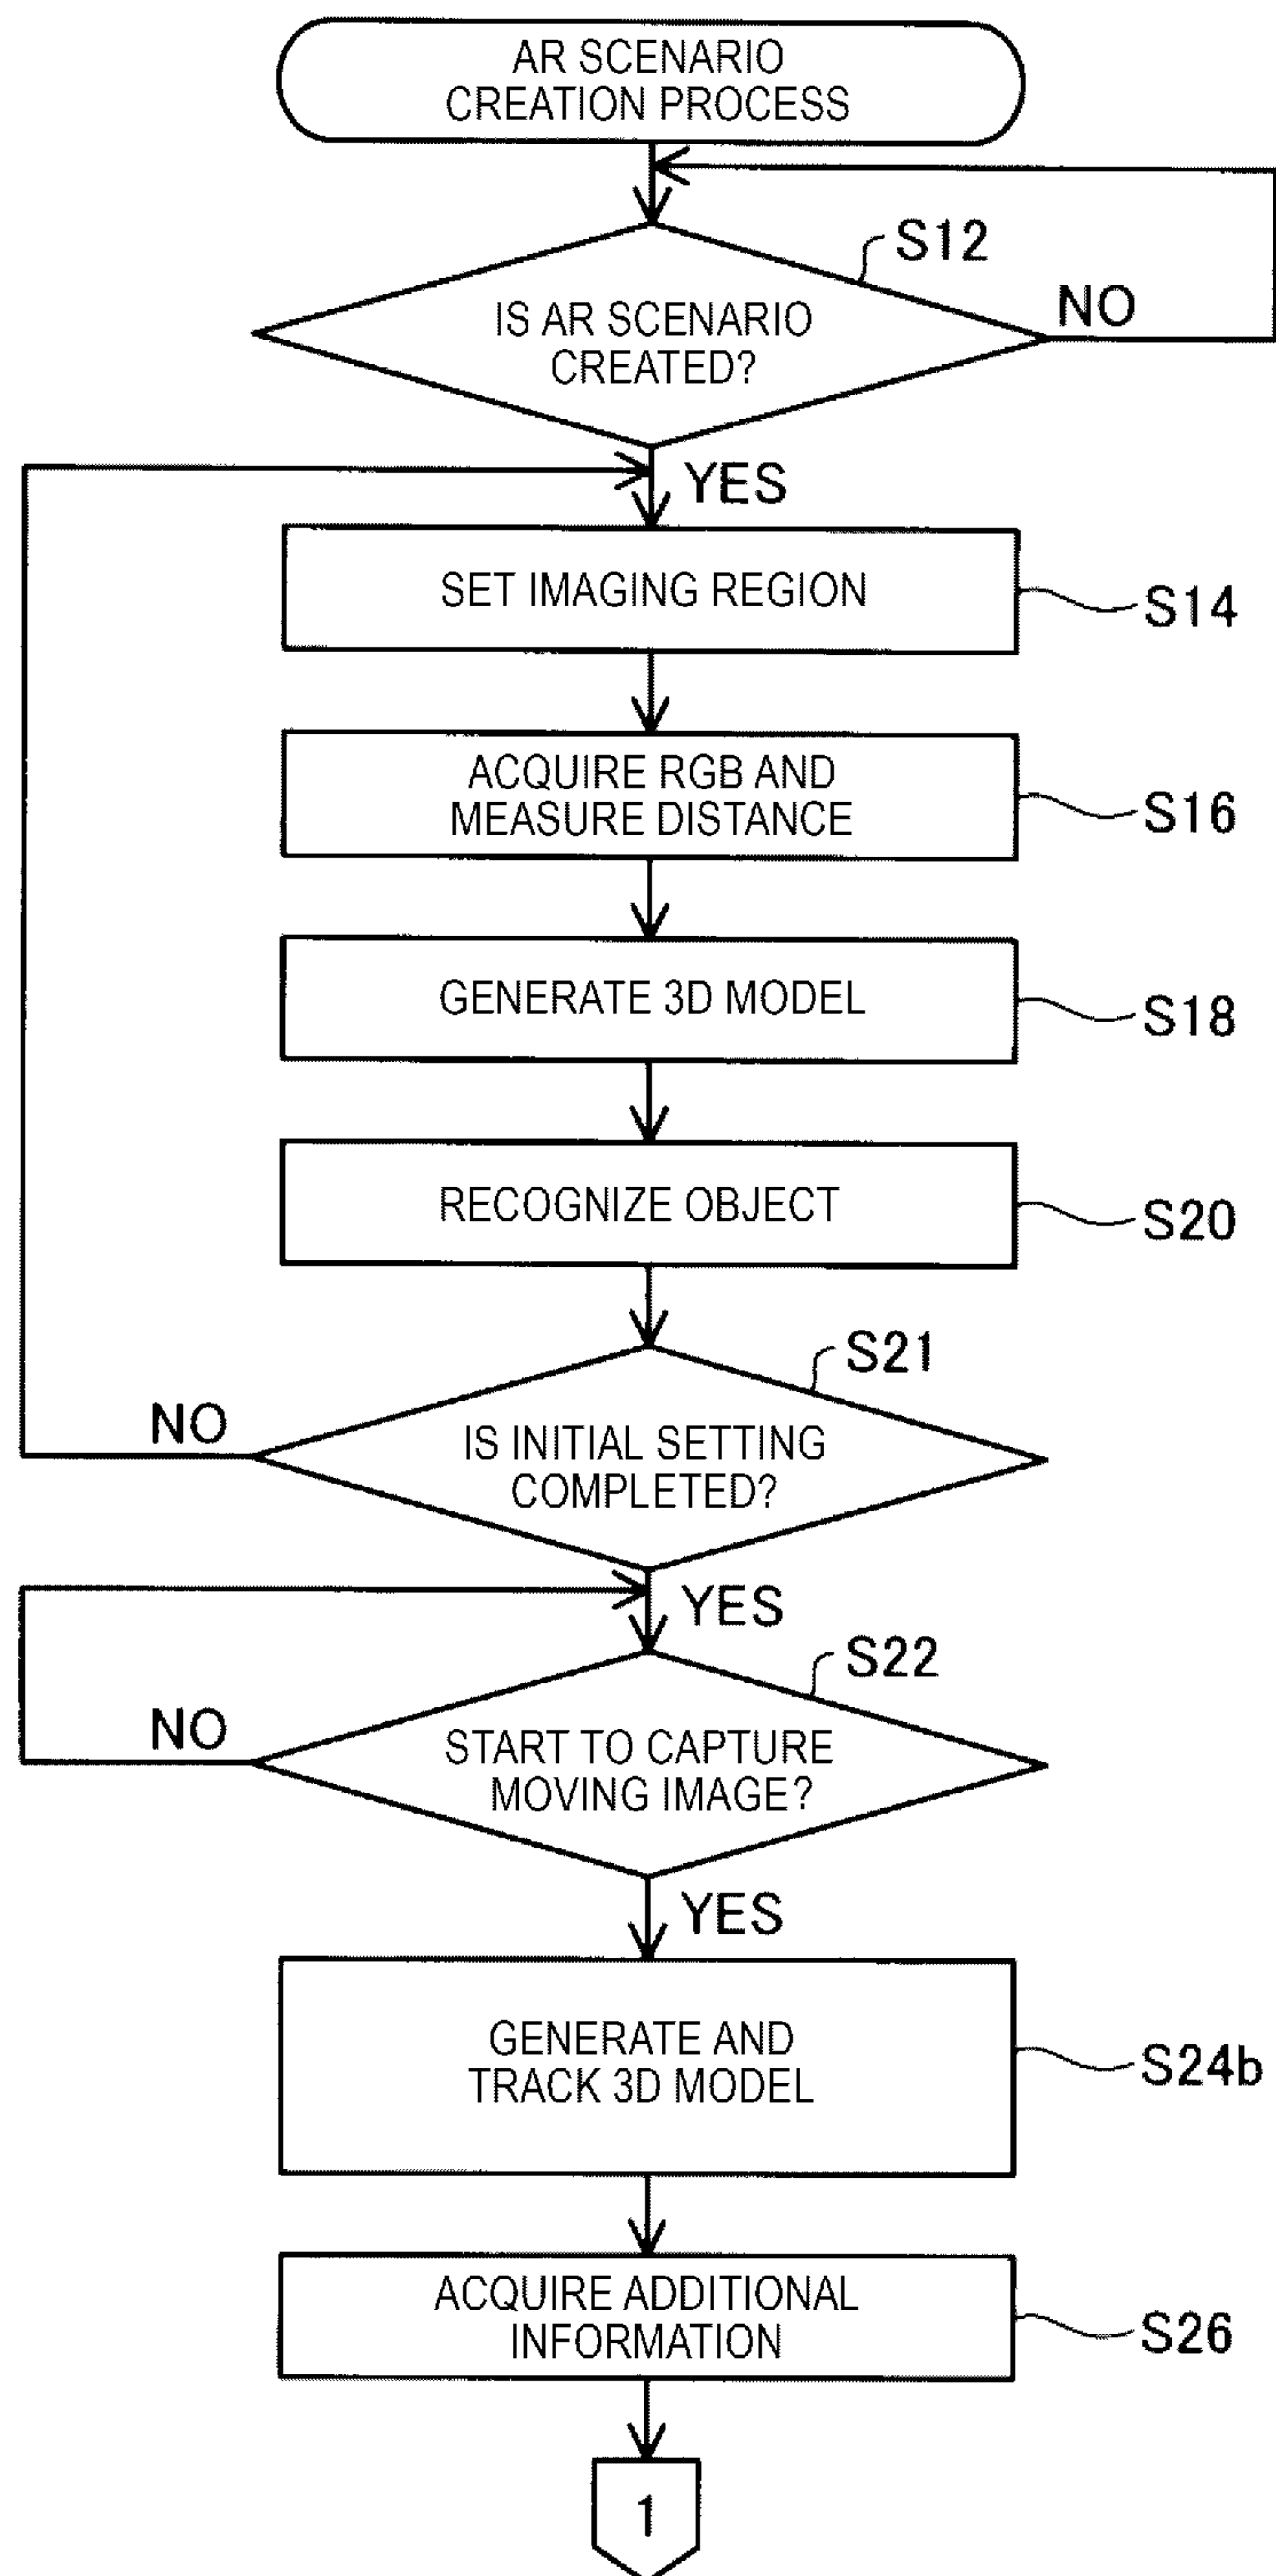 AR SCENARIO
CREATION PROCESS
S12
IS AR SCENARIO
CREATED?
NO
YES
SET IMAGING REGION
S14
ACQUIRE RGB AND
MEASURE DISTANCE
S16
GENERATE 3D MODEL
S18
RECOGNIZE OBJECT
S20
S21
NO
IS INITIAL SETTING
COMPLETED?
YES
S22
NO
START TO CAPTURE
MOVING IMAGE?
YES
GENERATE AND
TRACK 3D MODEL
S24b
ACQUIRE ADDITIONAL
INFORMATION
S26
1